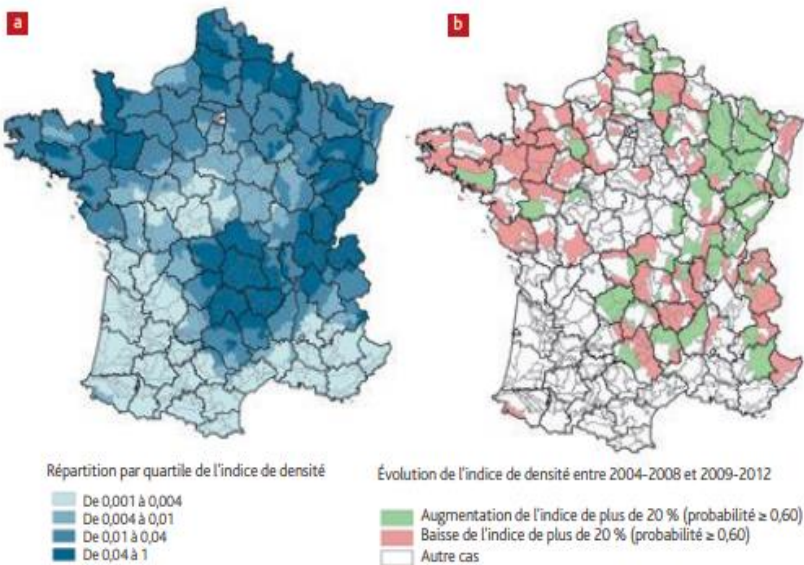 a
b
Répartition par quartile de l'indice de densité
De 0,001 à 0,004
De 0,004 à 0,01
De 0,01 à 0,04
De 0,04 à 1
Évolution de l'indice de densité entre 2004-2008 et 2009-2012
Augmentation de l'indice de plus de 20 % (probabilité ≥ 0,60)
Baisse de l'indice de plus de 20 % (probabilité ≥ 0,60)
Autre cas